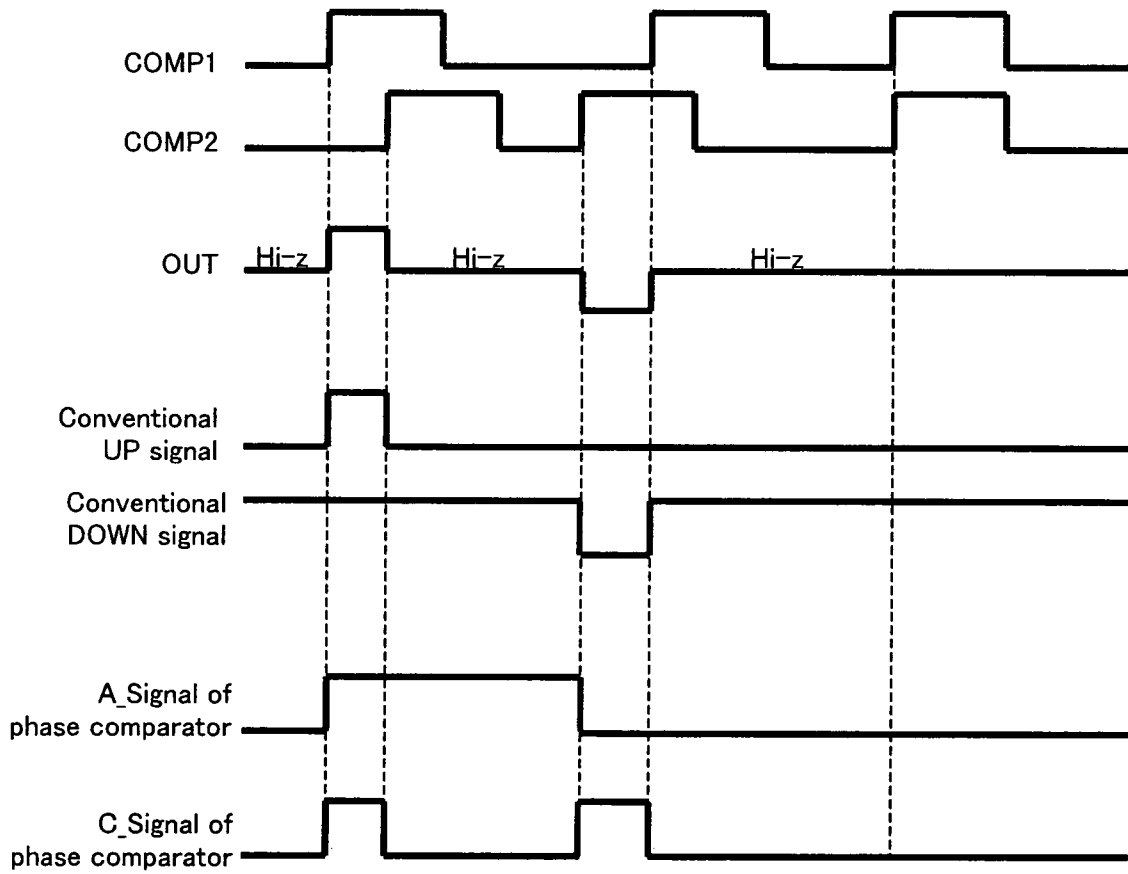 COMP1
COMP2
OUT
Hi-z
Hi-z
Hi-z
Conventional
UP signal
Conventional
DOWN signal
A_Signal of
phase comparator
C_Signal of
phase comparator